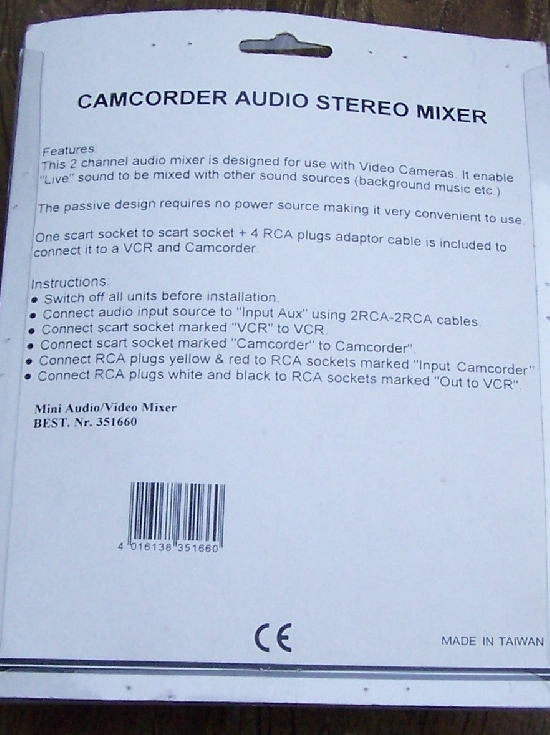 CAMCORDER AUDIO STEREO MIXER
Features:
This 2 channel audio mixer is designed for use with Video Cameras. It enable
"Live" sound to be mixed with other sound sources (background music etc.)
The passive design requires no power source making it very convenient to use.
One scart socket to scart socket + 4 RCA plugs adaptor cable is included to
connect it to a VCR and Camcorder.
Instructions:
• Switch off all units before installation.
• Connect audio input source to "Input Aux" using 2RCA-2RCA cables.
• Connect scart socket marked "VCR" to VCR.
• Connect scart socket marked "Camcorder" to Camcorder".
• Connect RCA plugs yellow & red to RCA sockets marked "Input Camcorder"
• Connect RCA plugs white and black to RCA sockets marked "Out to VCR".
Mini Audio/Video Mixer
BEST. Nr. 351660
4 016138 351660
CE
MADE IN TAIWAN